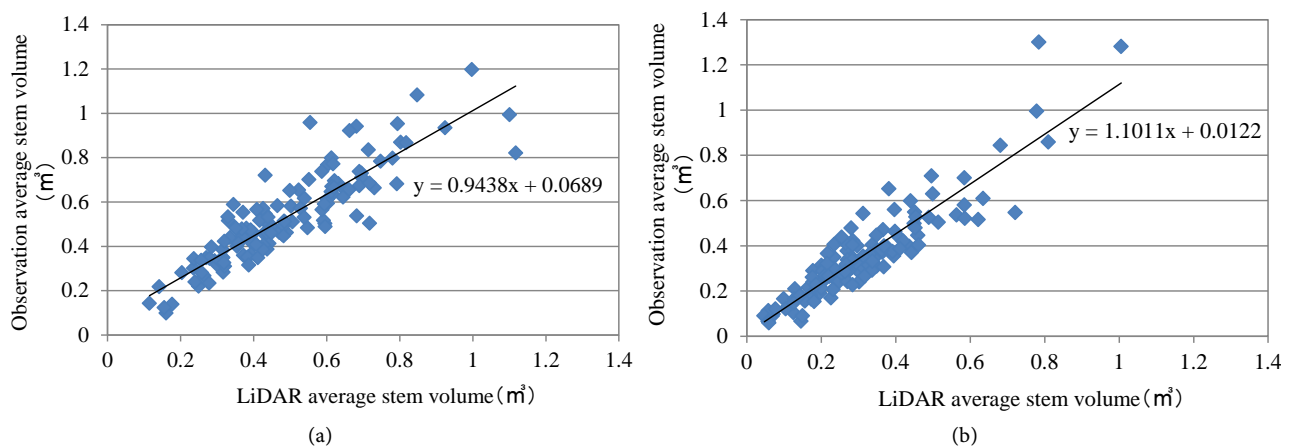 Observation average stem volume
(㎥)
1.4
1.2
1
0.8
0.6
0.4
0.2
0
y = 0.9438x + 0.0689
0 0.2 0.4 0.6 0.8 1 1.2 1.4
LiDAR average stem volume(㎥)
(a)
Observation average stem volume
(㎥)
1.4
1.2
1
0.8
0.6
0.4
0.2
0
y = 1.1011x + 0.0122
0 0.2 0.4 0.6 0.8 1 1.2 1.4
LiDAR average stem volume(㎥)
(b)